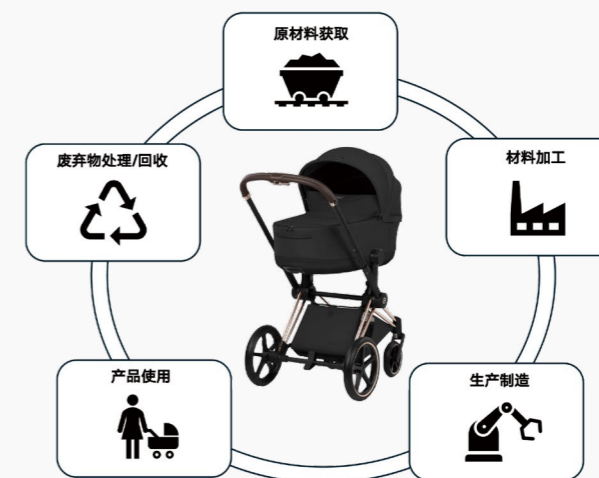 原材料获取
废弃物处理/回收
材料加工
产品使用
生产制造